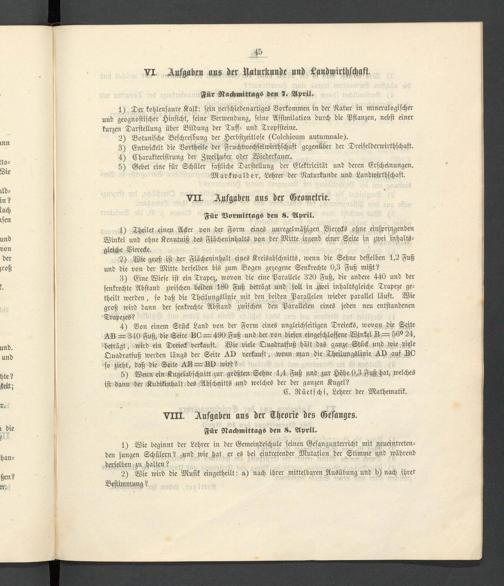 45
VI. Aufgaben aus der Naturkunde und Landwirthschaft.
Für Nachmittags den 7. April.
1) Der kohlensaure Kalk: sein verschiedenartiges Vorkommen in der Natur in mineralogischer
und geognostischer Hinsicht, seine Verwendung, seine Assimilation durch die Pflanzen, nebst einer
kurzen Darstellung über Bildung der Tuff- und Tropfsteine.
2) Botanische Beschreibung der Herbstzeitlose (Colchicum autumnale).
3) Entwickelt die Vortheile der Fruchtwechselwirthschaft gegenüber der Dreifelderwirthschaft.
4) Charakterisirung der Zweihufer oder Wiederkauer.
5) Gebet eine für Schüler faßliche Darstellung der Elektricität und deren Erscheinungen.
Markwalder, Lehrer der Naturkunde und Landwirthschaft.
VII. Aufgaben aus der Geometrie.
Für Vormittags den 8. April.
1) Theilet einen Acker von der Form eines unregelmäßigen Vierecks ohne einspringenden
Winkel und ohne Kenntniß des Flächeninhalts von der Mitte irgend einer Seite in zwei inhalts-
gleiche Vierecke.
2) Wie groß ist der Flächeninhalt eines Kreisabschnitts, wenn die Sehne desselben 1,2 Fuß
und die von der Mitte derselben bis zum Bogen gezogene Senkrechte 0,3 Fuß mißt?
3) Eine Wiese ist ein Trapez, wovon die eine Parallele 320 Fuß, die andere 440 und der
senkrechte Abstand zwischen beiden 180 Fuß beträgt und soll in zwei inhaltsgleiche Trapeze ge-
theilt werden, so daß die Theilungslinie mit den beiden Parallelen wieder parallel läuft. Wie
groß wird dann der senkrechte Abstand zwischen den Parallelen eines jeden neu entstandenen
Trapezes?
4) Von einem Stück Land von der Form eines ungleichseitigen Dreiecks, wovon die Seite
AB = 340 Fuß, die Seite BC = 490 Fuß und der von diesen eingeschlossene Winkel B = 56° 24,
beträgt, wird ein Dreier verkauft. Wie viele Quadratfuß hält das ganze Stück und wie viele
Quadratfuß werden längs der Seite AD verkauft, wenn man die Theilungslinie AD auf BC
so zieht, daß die Seite AB = BD wird?
5) Wenn ein Kugelabschnitt zur größten Sehne 4,4 Fuß und zur Höhe 0,3 Fuß hat, welches
ist dann der Kubikinhalt des Abschnitts und welches der der ganzen Kugel?
C. Rüetschi, Lehrer der Mathematik.
VIII. Aufgaben aus der Theorie des Gesanges.
Für Nachmittags den 8. April.
1) Wie beginnt der Lehrer in der Gemeindeschule seinen Gesangunterricht mit neueintreten-
den jungen Schülern? und wie hat er es bei eintretender Mutation der Stimme und während
derselben zu halten?
2) Wie wird die Musik eingetheilt: a) nach ihrer mittelbaren Ausübung und b) nach ihrer
Bestimmung?